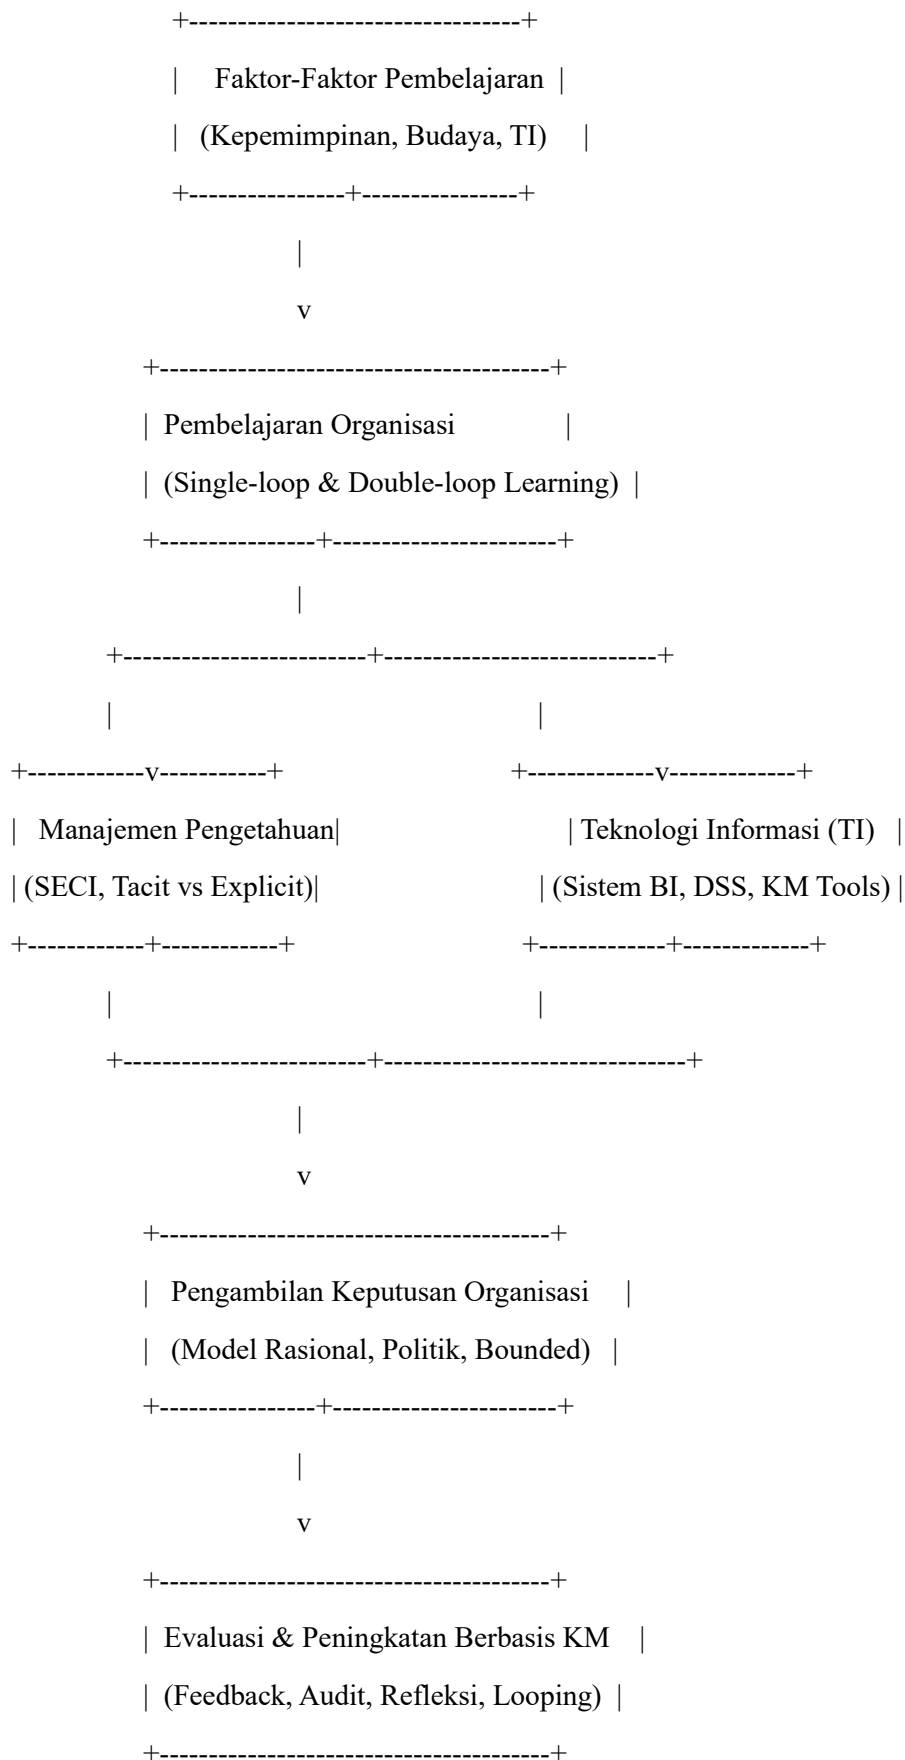 +----------------------------------+
|     Faktor-Faktor Pembelajaran  |
|   (Kepemimpinan, Budaya, TI)     |
+----------------+----------------+
|
v
+----------------------------------------+
|  Pembelajaran Organisasi               |
|  (Single-loop & Double-loop Learning)  |
+----------------+-----------------------+
|
+-------------------------+----------------------------+
|                                                      |
+------------v-----------+                 +-------------v-------------+
|   Manajemen Pengetahuan|                 | Teknologi Informasi (TI)   |
| (SECI, Tacit vs Explicit)|               | (Sistem BI, DSS, KM Tools) |
+------------+------------+                +-------------+-------------+
|                                                      |
+-------------------------+-------------------------------+
|
v
+----------------------------------------+
|   Pengambilan Keputusan Organisasi     |
|   (Model Rasional, Politik, Bounded)   |
+----------------+-----------------------+
|
v
+----------------------------------------+
|  Evaluasi & Peningkatan Berbasis KM    |
|  (Feedback, Audit, Refleksi, Looping)  |
+----------------------------------------+